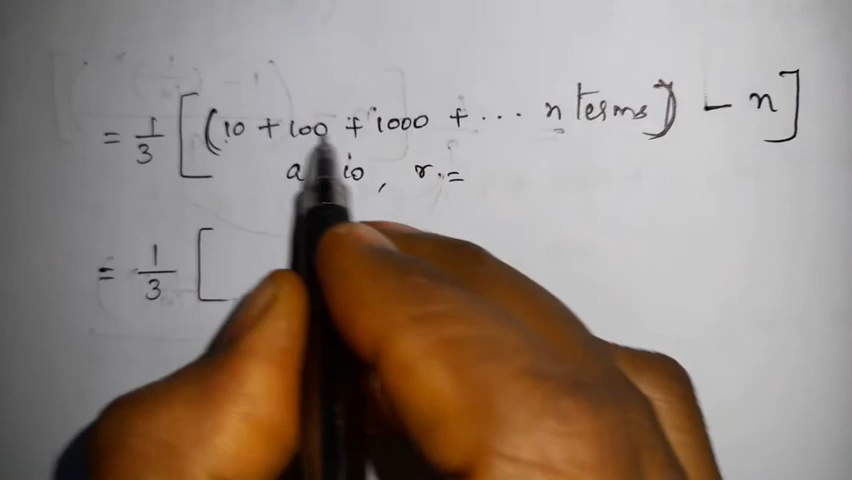 = 1/3 [ (10 + 100 + 1000 + ... n terms) - n ]
a 10 , r =
= 1/3 [